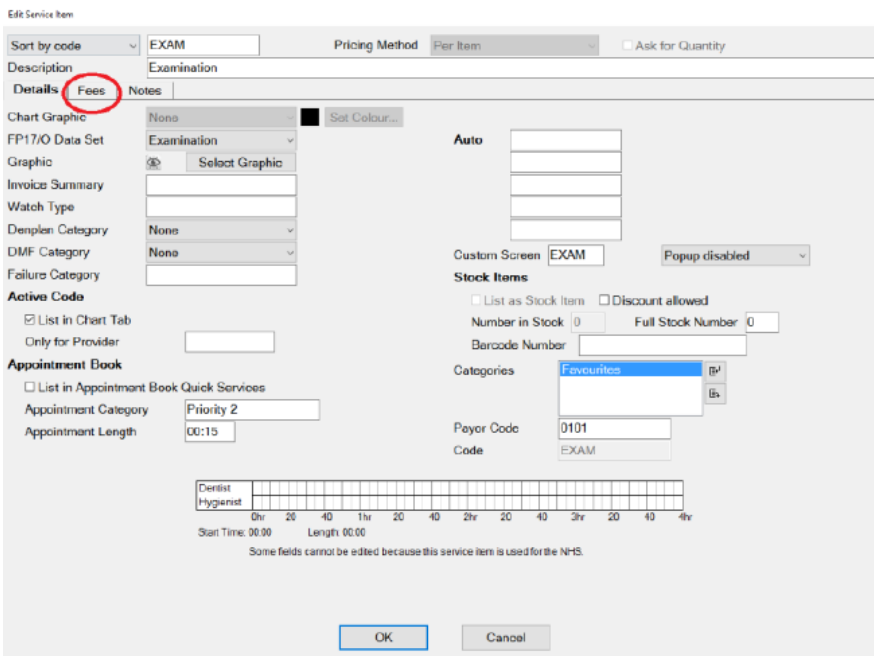 Edit Service Item
Sort by code EXAM Pricing Method Per Item Ask for Quantity
Description Examination
Details Fees Notes
Chart Graphic None Set Colour...
FP17/O Data Set Examination Auto
Graphic Select Graphic
Invoice Summary
Watch Type
Denplan Category None
DMF Category None Custom Screen EXAM Popup disabled
Failure Category Stock Items
Active Code List as Stock Item Discount allowed
List in Chart Tab Number in Stock 0 Full Stock Number 0
Only for Provider Barcode Number
Appointment Book Categories Favourites
List in Appointment Book Quick Services
Appointment Category Priority 2
Appointment Length 00:15 Payor Code 0101
Code EXAM
Dentist
Hygienist
0hr 20 40 1hr 20 40 2hr 20 40 3hr 20 40 4hr
Start Time: 00:00 Length: 00:00
Some fields cannot be edited because this service item is used for the NHS.
OK Cancel